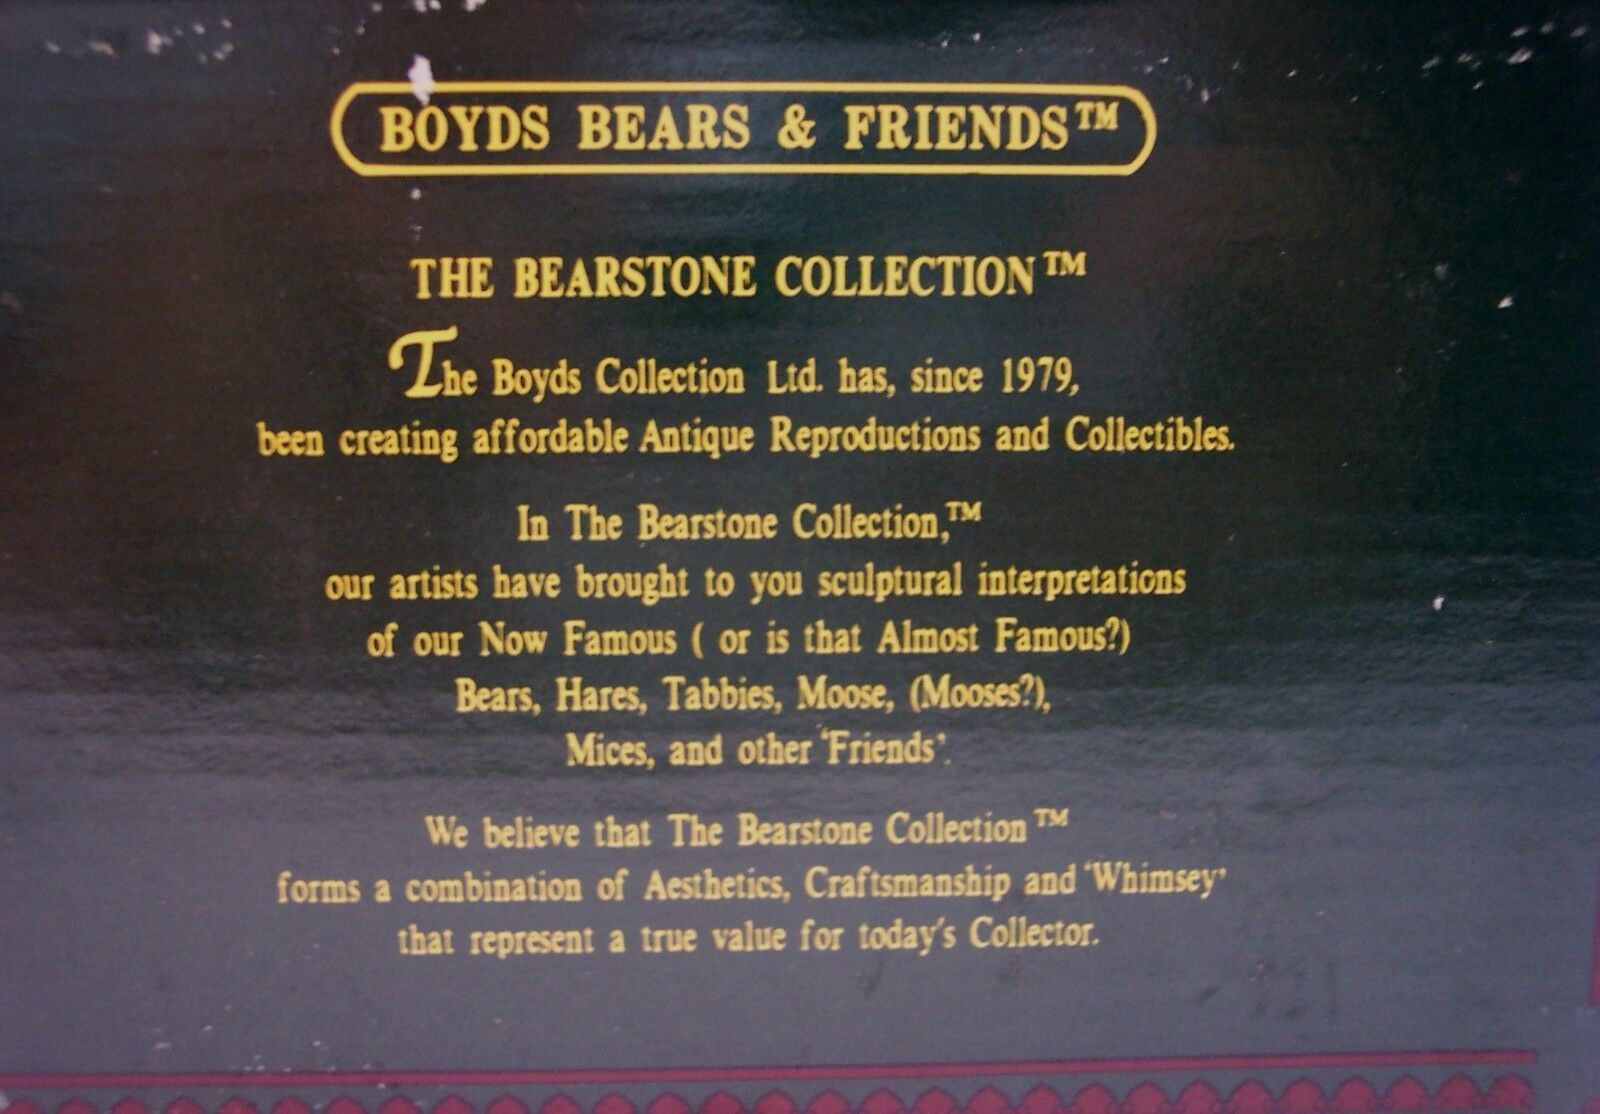 BOYDS BEARS & FRIENDS™
THE BEARSTONE COLLECTION™
The Boyds Collection Ltd. has, since 1979,
been creating affordable Antique Reproductions and Collectibles.
In The Bearstone Collection,™
our artists have brought to you sculptural interpretations
of our Now Famous ( or is that Almost Famous?)
Bears, Hares, Tabbies, Moose, (Mooses?),
Mices, and other 'Friends'.
We believe that The Bearstone Collection™
forms a combination of Aesthetics, Craftsmanship and 'Whimsey'
that represent a true value for today's Collector.